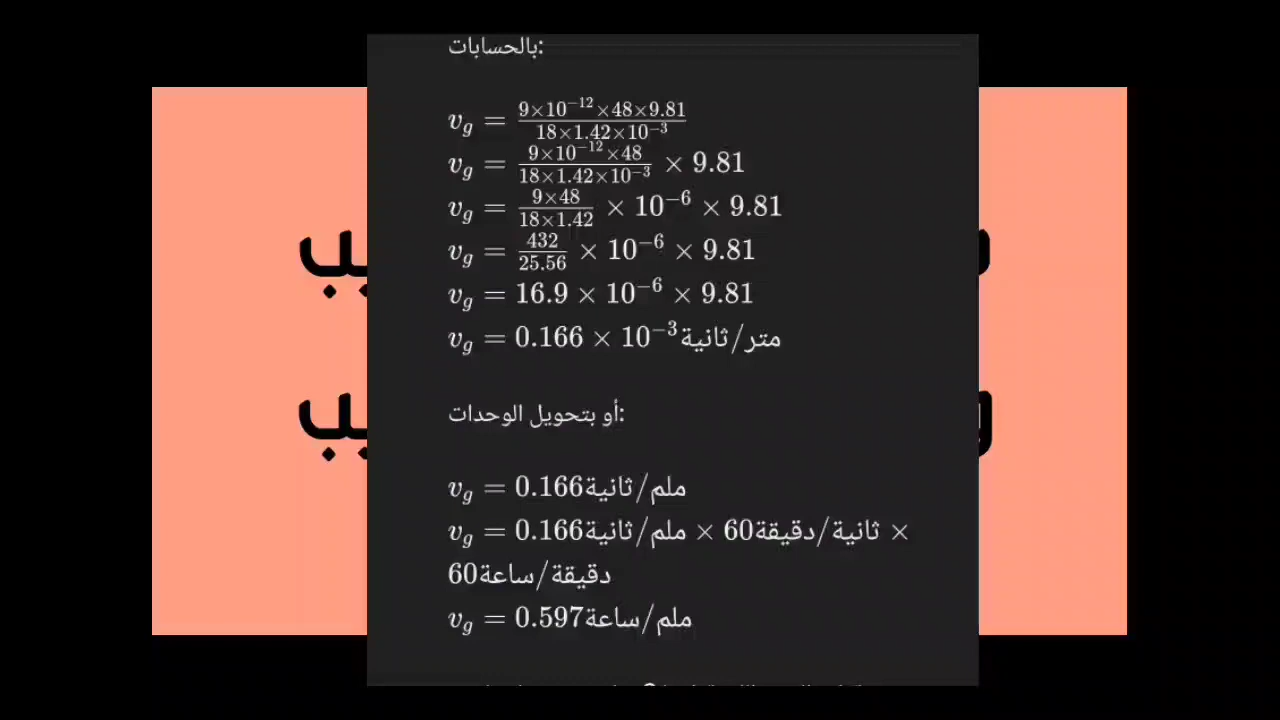 بالحسابات:
v_g = \frac{9×10^{-12}×48×9.81}{18×1.42×10^{-3}}
v_g = \frac{9×10^{-12}×48}{18×1.42×10^{-3}} × 9.81
v_g = \frac{9×48}{18×1.42} × 10^{-6} × 9.81
v_g = \frac{432}{25.56} × 10^{-6} × 9.81
v_g = 16.9 × 10^{-6} × 9.81
v_g = 0.166 × 10^{-3} متر/ثانية
أو بتحويل الوحدات:
v_g = 0.166 ملم/ثانية
v_g = 0.166 ملم/ثانية × 60 ثانية/دقيقة ×
60 دقيقة/ساعة
v_g = 0.597 ملم/ساعة